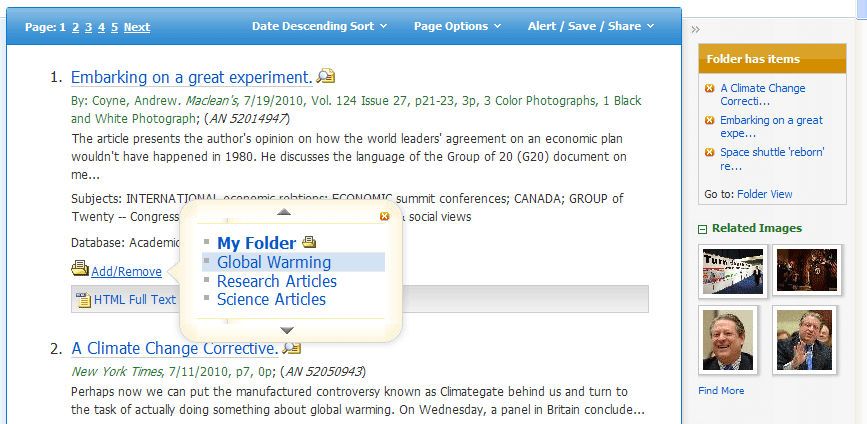 Page: 1 2 3 4 5 Next
Date Descending Sort
Page Options
Alert / Save / Share
1. Embarking on a great experiment.
By: Coyne, Andrew. Maclean's, 7/19/2010, Vol. 124 Issue 27, p21-23, 3p, 3 Color Photographs, 1 Black
and White Photograph; (AN 52014947)
The article presents the author's opinion on how the world leaders' agreement on an economic plan
wouldn't have happened in 1980. He discusses the language of the Group of 20 (G20) document on
me...
Subjects: INTERNATIONAL economic relations; ECONOMIC summit conferences; CANADA; GROUP of
Twenty -- Congress & social views
Database: Academic
Add/Remove
My Folder
Global Warming
Research Articles
Science Articles
HTML Full Text
2. A Climate Change Corrective.
New York Times, 7/11/2010, p7, 0p; (AN 52050943)
Perhaps now we can put the manufactured controversy known as Climategate behind us and turn to
the task of actually doing something about global warming. On Wednesday, a panel in Britain conclude...
»
Folder has items
A Climate Change
Correcti...
Embarking on a great
expe...
Space shuttle 'reborn'
re...
Go to: Folder View
Related Images
Find More